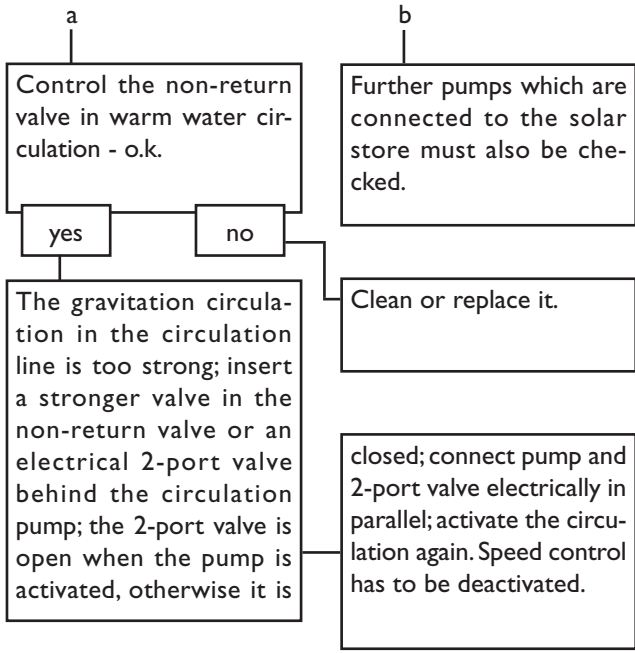 a
Control the non-return
valve in warm water cir-
culation - o.k.
yes
no
The gravitation circula-
tion in the circulation
line is too strong; insert
a stronger valve in the
non-return valve or an
electrical 2-port valve
behind the circulation
pump; the 2-port valve is
open when the pump is
activated, otherwise it is
closed; connect pump and
2-port valve electrically in
parallel; activate the circu-
lation again. Speed control
has to be deactivated.
Clean or replace it.
b
Further pumps which are
connected to the solar
store must also be che-
cked.